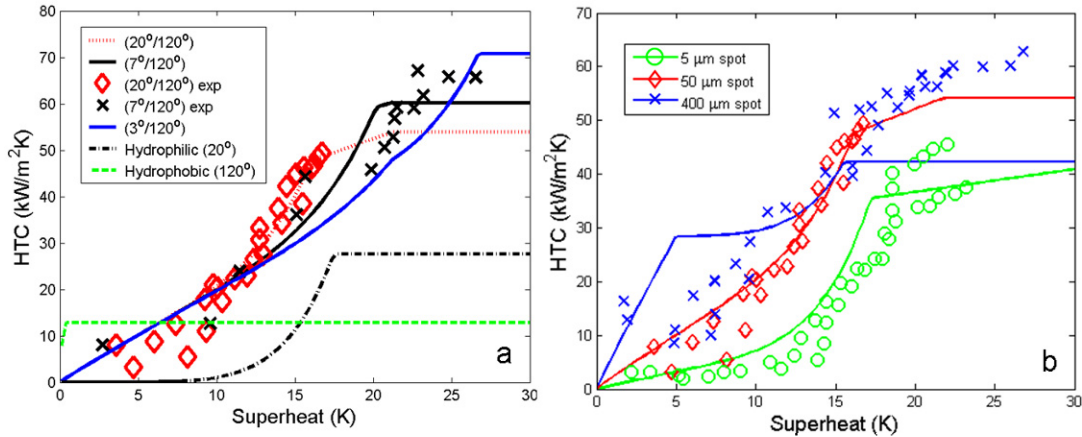 80
70
60
50
40
30
20
10
0
HTC (kW/m²K)
(20°/120°)
(7°/120°)
(20°/120°) exp
(7°/120°) exp
(3°/120°)
Hydrophilic (20°)
Hydrophobic (120°)
a
0 5 10 15 20 25 30
Superheat (K)
70
60
50
40
30
20
10
0
HTC (kW/m²K)
5 µm spot
50 µm spot
400 µm spot
b
0 5 10 15 20 25 30
Superheat (K)